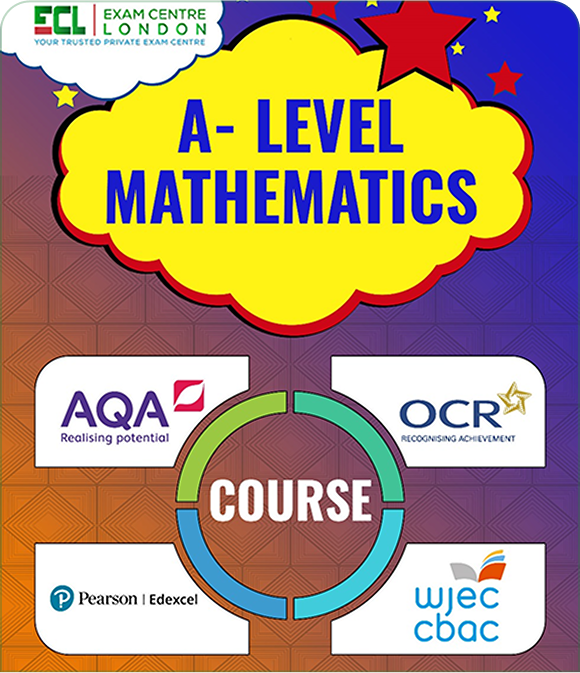 ECL | EXAM CENTRE
LONDON
YOUR TRUSTED PRIVATE EXAM CENTRE
A- LEVEL
MATHEMATICS
AQA
Realising potential
OCR
RECOGNISING ACHIEVEMENT
COURSE
Pearson | Edexcel
wjec
cbac